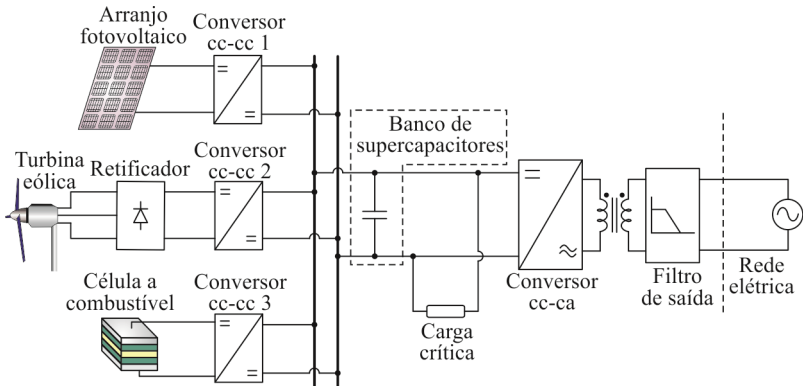 Arranjo
fotovoltaico
Conversor
cc-cc 1
Banco de
supercapacitores
Turbina
eólica
Retificador
Conversor
cc-cc 2
Célula a
combustível
Conversor
cc-cc 3
Carga
crítica
Conversor
cc-ca
Filtro
de saída
Rede
elétrica